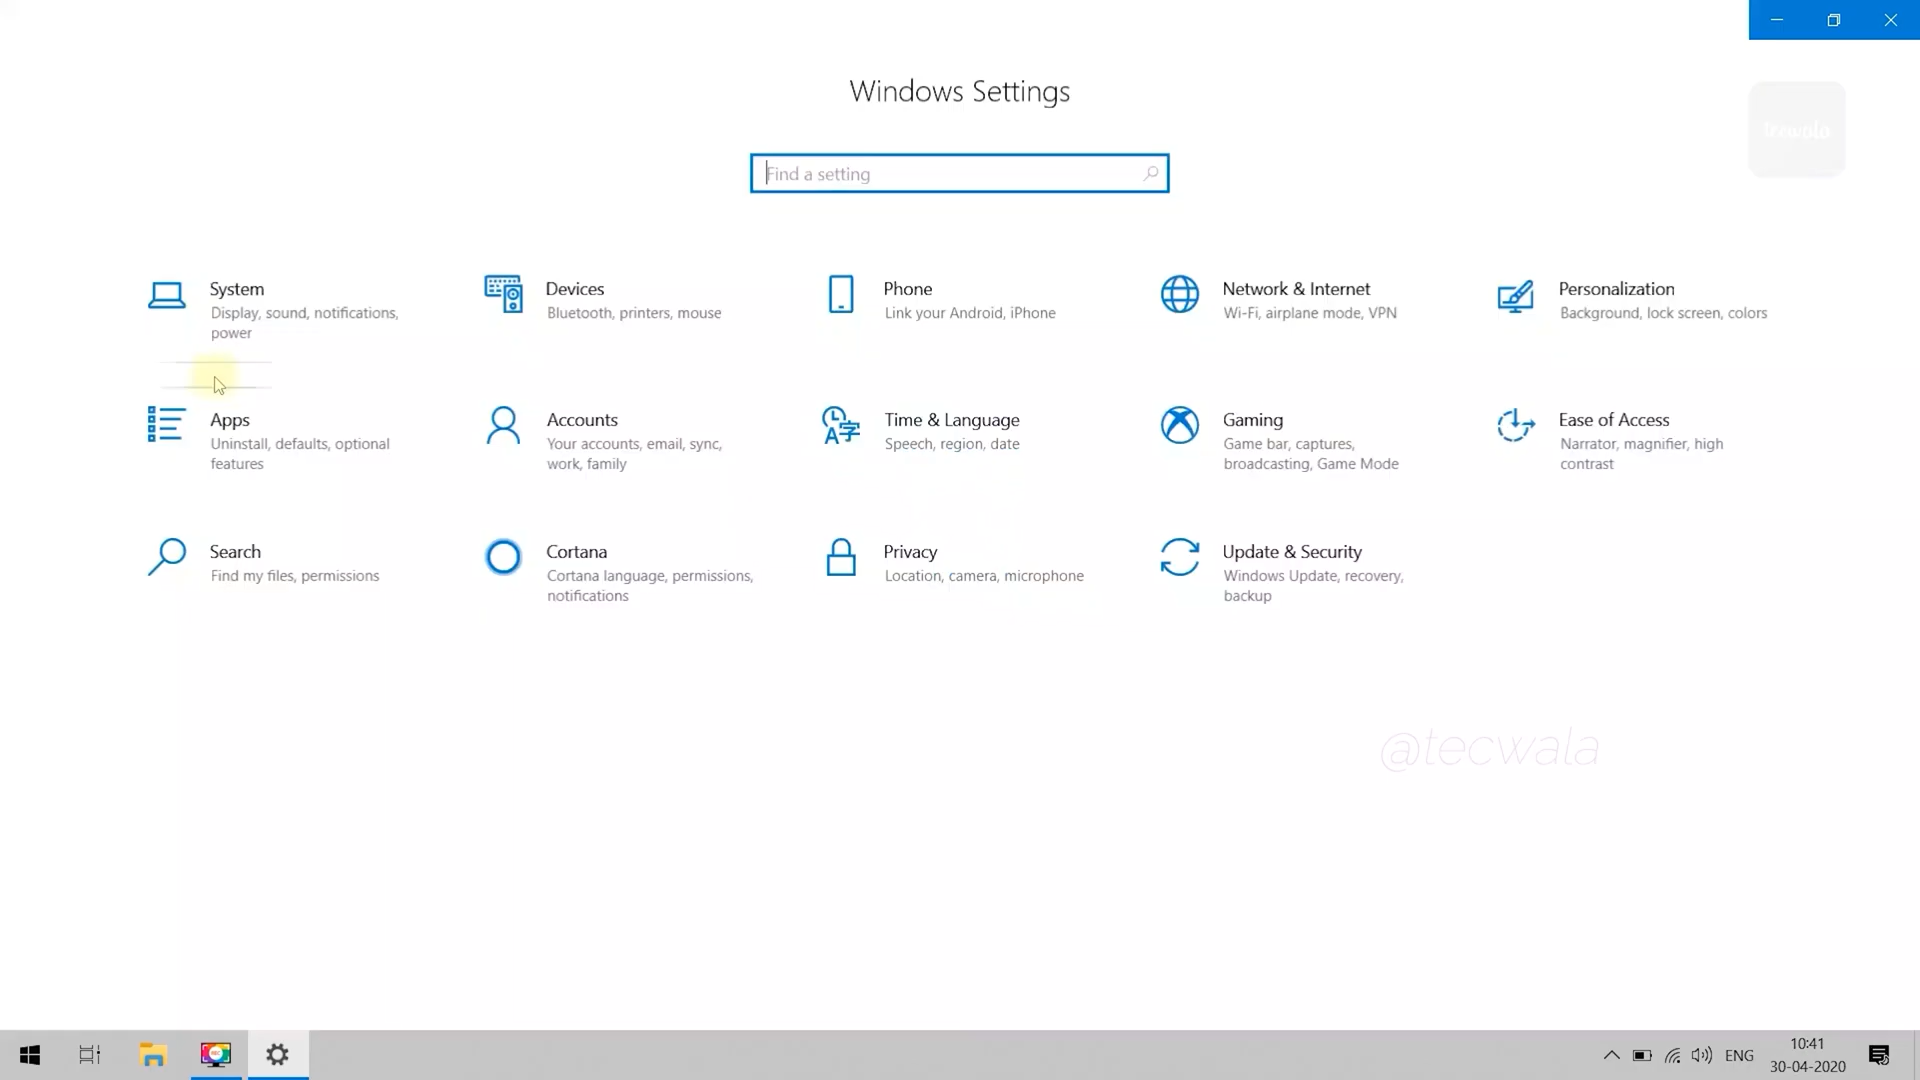 Windows Settings
tecwala
Find a setting
System
Display, sound, notifications,
power
Devices
Bluetooth, printers, mouse
Phone
Link your Android, iPhone
Network & Internet
Wi-Fi, airplane mode, VPN
Personalization
Background, lock screen, colors
Apps
Uninstall, defaults, optional
features
Accounts
Your accounts, email, sync,
work, family
Time & Language
Speech, region, date
Gaming
Game bar, captures,
broadcasting, Game Mode
Ease of Access
Narrator, magnifier, high
contrast
Search
Find my files, permissions
Cortana
Cortana language, permissions,
notifications
Privacy
Location, camera, microphone
Update & Security
Windows Update, recovery,
backup
@tecwala
ENG
10:41
30-04-2020